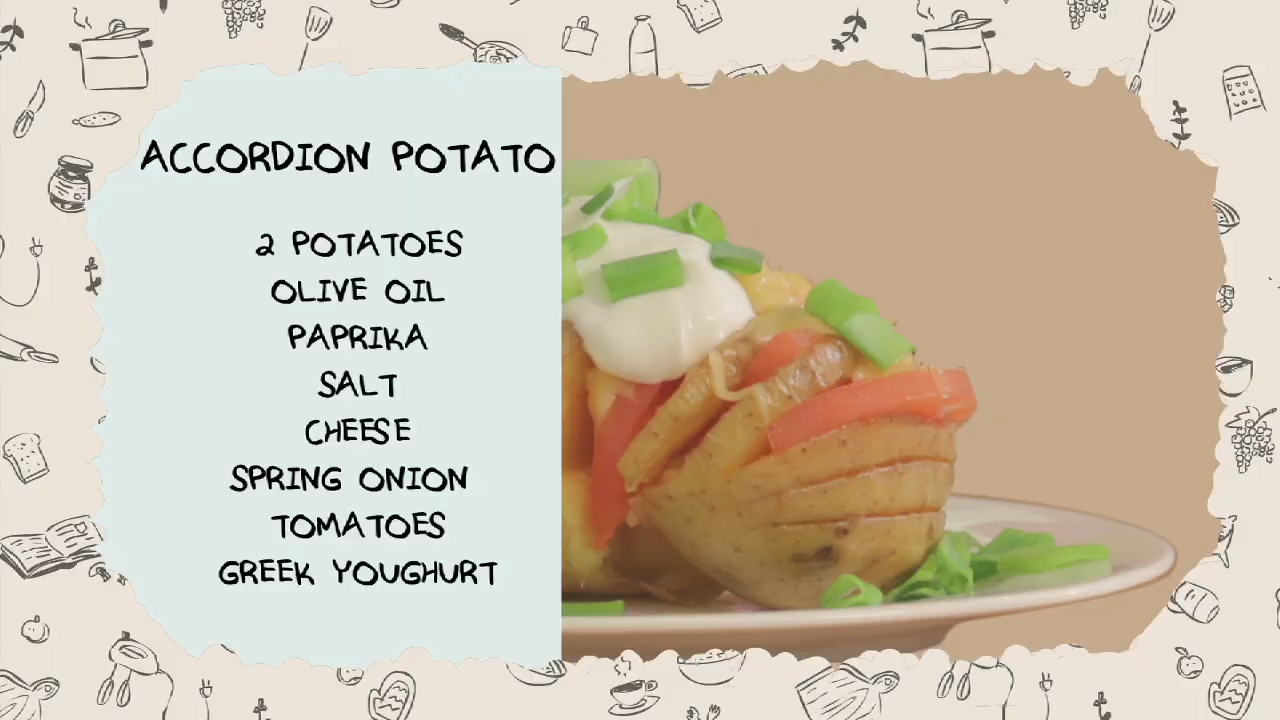 ACCORDION POTATO
2 POTATOES
OLIVE OIL
PAPRIKA
SALT
CHEESE
SPRING ONION
TOMATOES
GREEK YOUGHURT